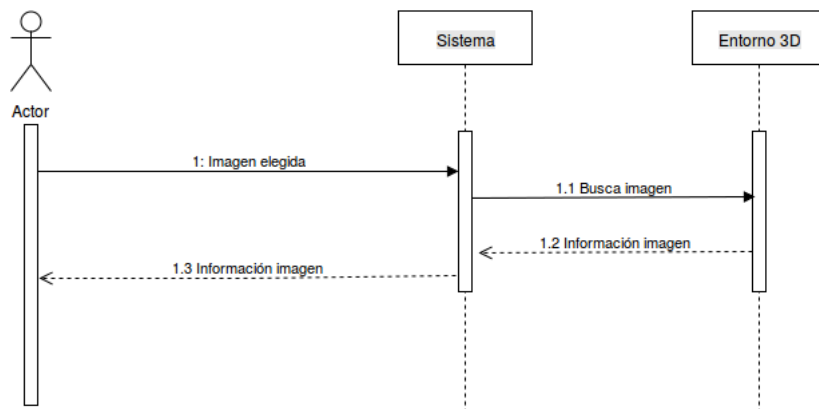 Sistema
Entorno 3D
Actor
1: Imagen elegida
1.1 Busca imagen
1.2 Información imagen
1.3 Información imagen